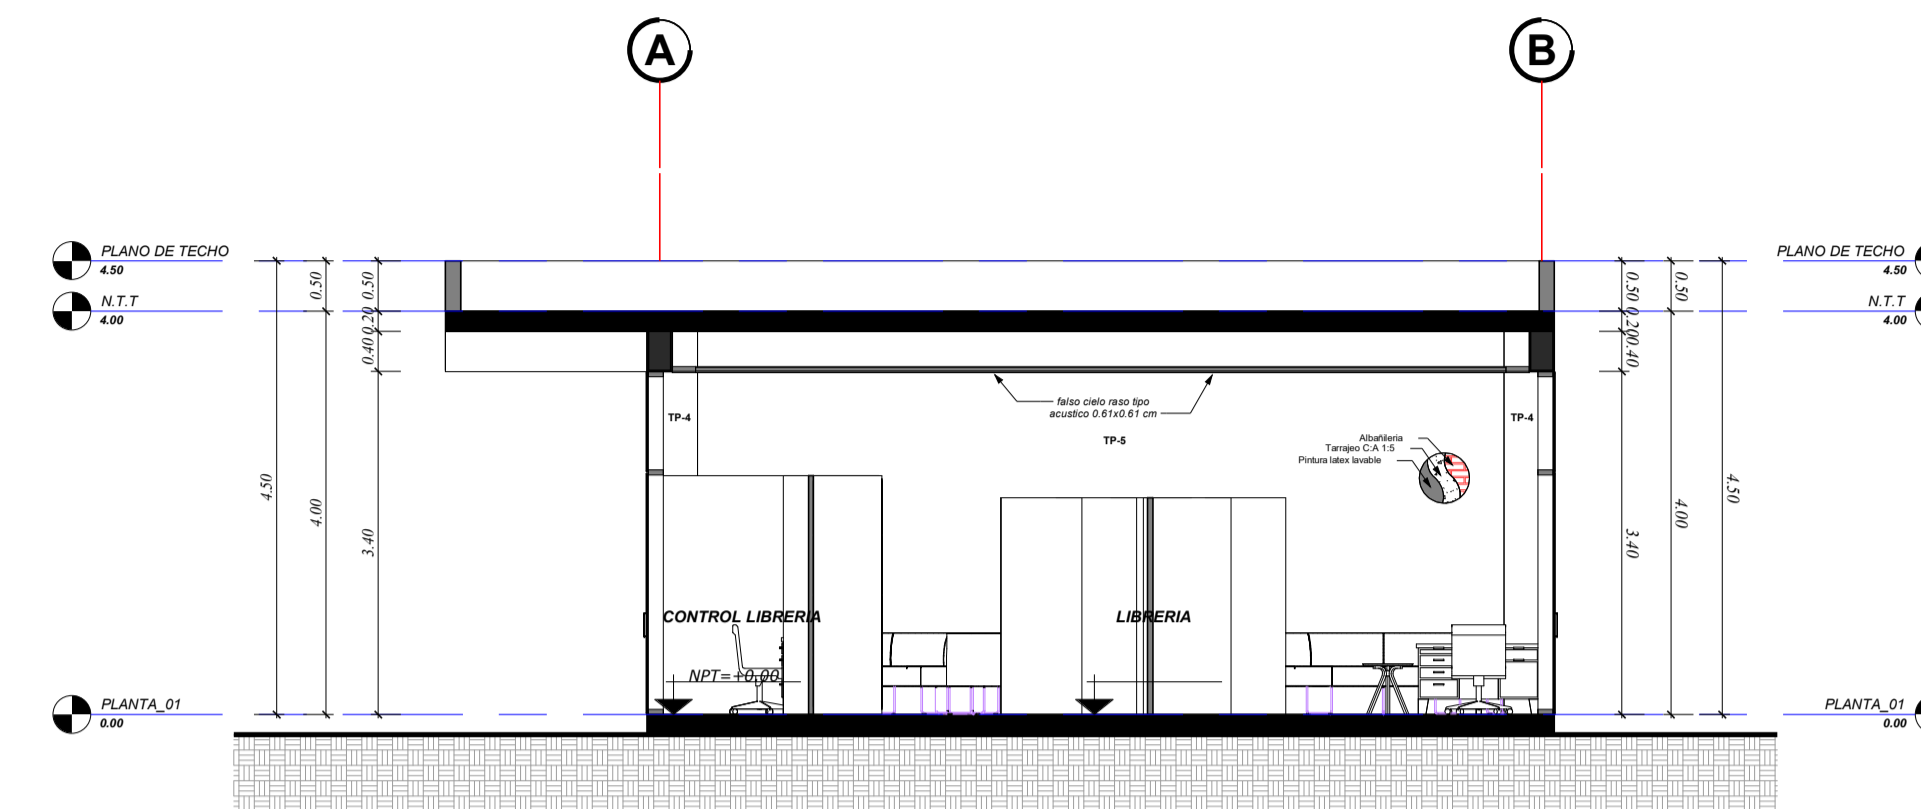 A
B
PLANO DE TECHO
4.50
N.T.T
4.00
PLANO DE TECHO
4.50
N.T.T
4.00
0.50
0.50
0.20
0.40
0.50
0.50
0.20
0.40
falso cielo raso tipo
acustico 0.61x0.61 cm
TP-4
TP-5
TP-4
Albañileria
Tarrajeo C:A 1:5
Pintura latex lavable
4.50
4.00
3.40
3.40
4.00
4.50
CONTROL LIBRERIA
LIBRERIA
NPT=+0.00
PLANTA_01
0.00
PLANTA_01
0.00